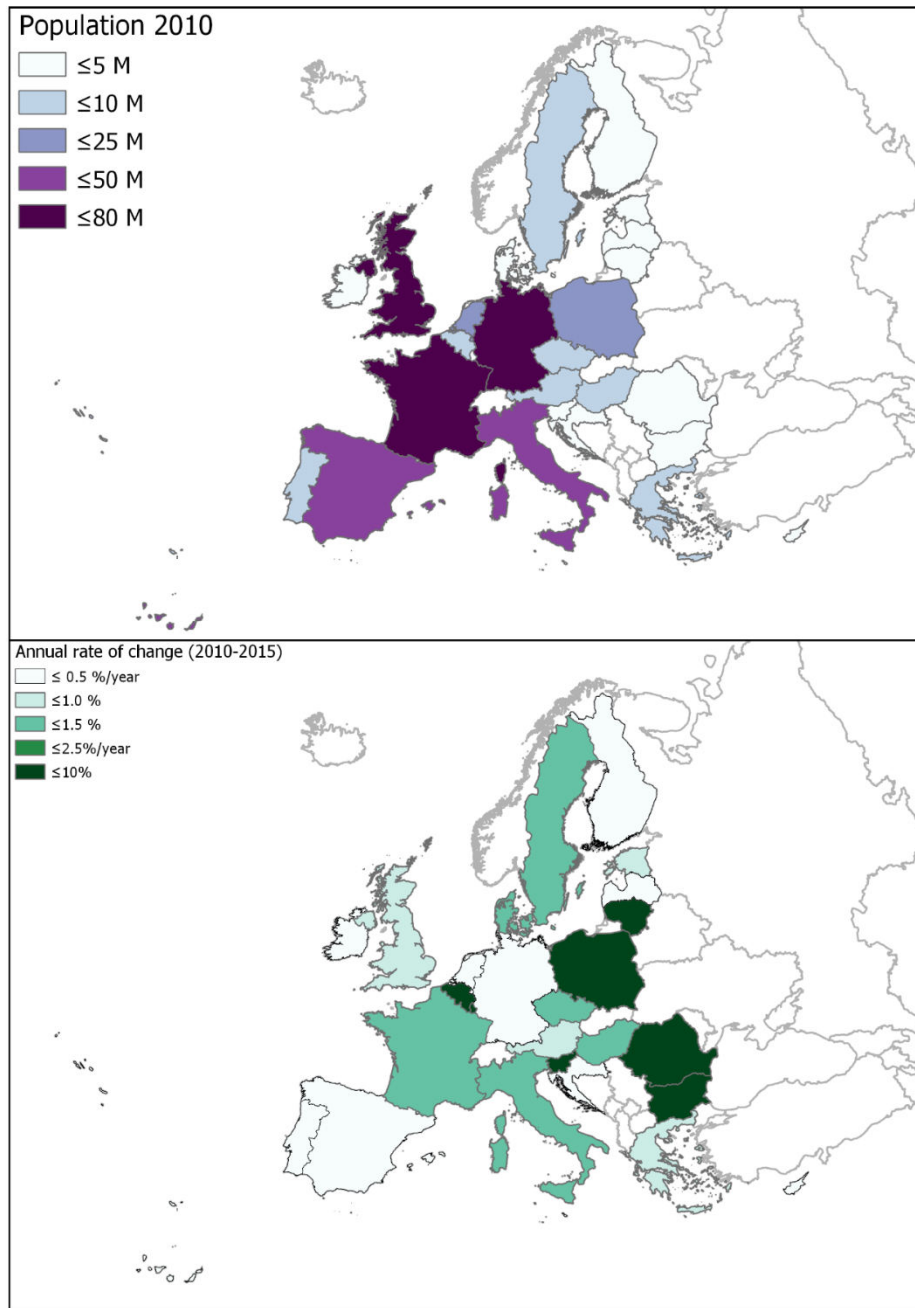 Population 2010
≤5 M
≤10 M
≤25 M
≤50 M
≤80 M
Annual rate of change (2010-2015)
≤ 0.5 %/year
≤1.0 %
≤1.5 %
≤2.5%/year
≤10%